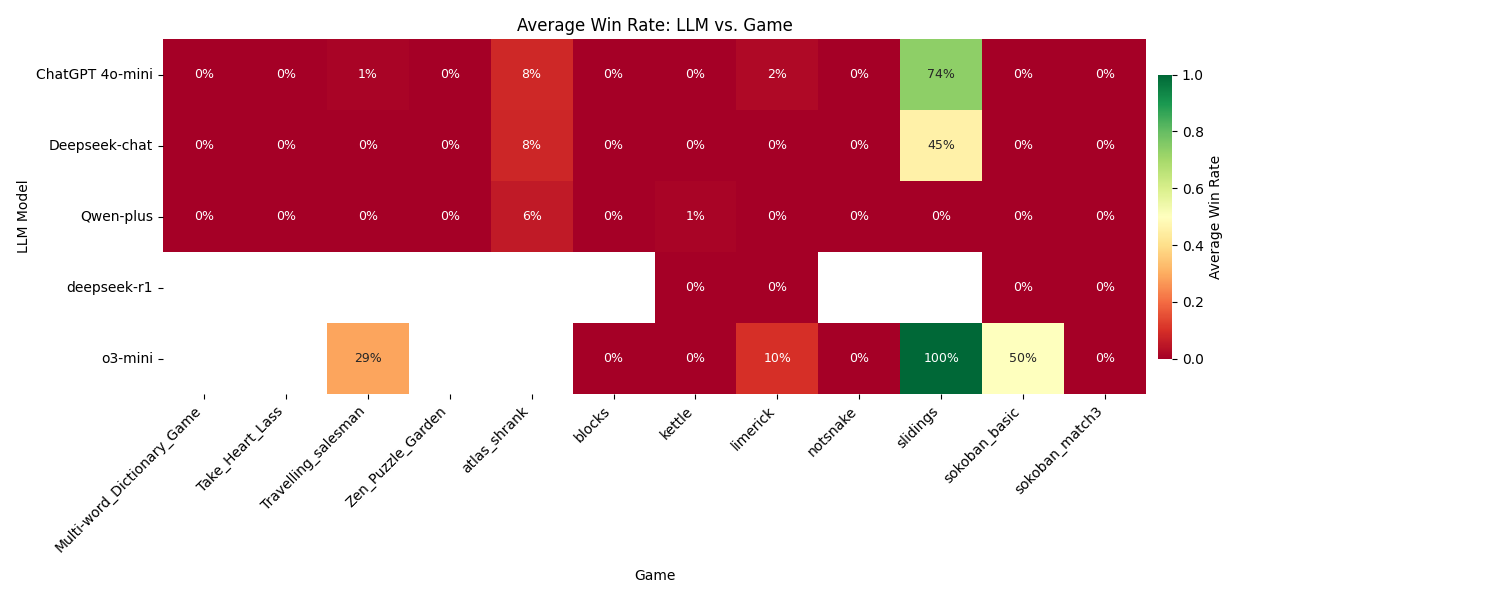 Average Win Rate: LLM vs. Game
ChatGPT 4o-mini 0% 0% 1% 0% 8% 0% 0% 2% 0% 74% 0% 0%
Deepseek-chat 0% 0% 0% 0% 8% 0% 0% 0% 0% 45% 0% 0%
Qwen-plus 0% 0% 0% 0% 6% 0% 1% 0% 0% 0% 0% 0%
deepseek-r1 0% 0% 0% 0%
o3-mini 29% 0% 0% 10% 0% 100% 50% 0%
LLM Model
Multi-word_Dictionary_Game
Take_Heart_Lass
Travelling_salesman
Zen_Puzzle_Garden
atlas_shrank
blocks
kettle
limerick
notsnake
slidings
sokoban_basic
sokoban_match3
Game
1.0
0.8
0.6
0.4
0.2
0.0
Average Win Rate